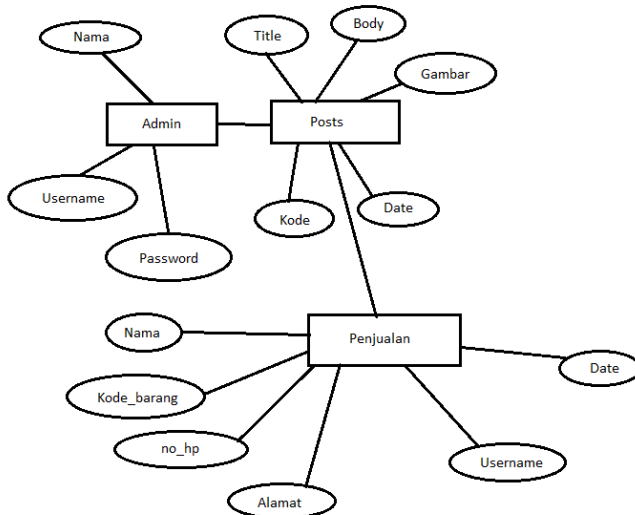 Nama
Title
Body
Gambar
Admin
Posts
Username
Kode
Date
Password
Nama
Penjualan
Date
Kode_barang
no_hp
Username
Alamat